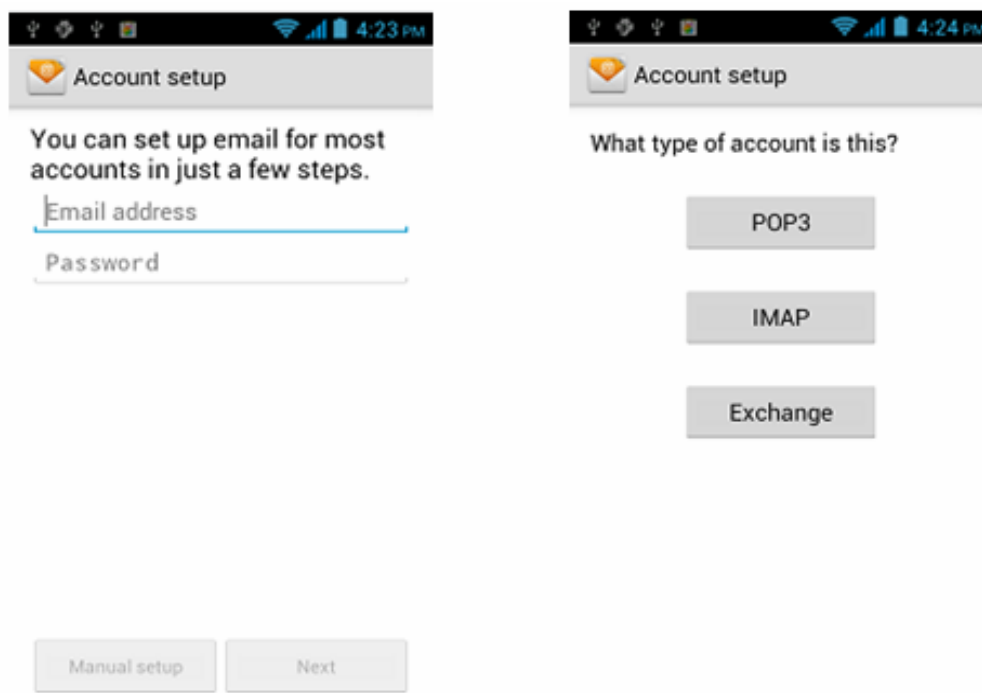 4:23 PM
Account setup
You can set up email for most
accounts in just a few steps.
Email address
Password
Manual setup
Next
4:24 PM
Account setup
What type of account is this?
POP3
IMAP
Exchange